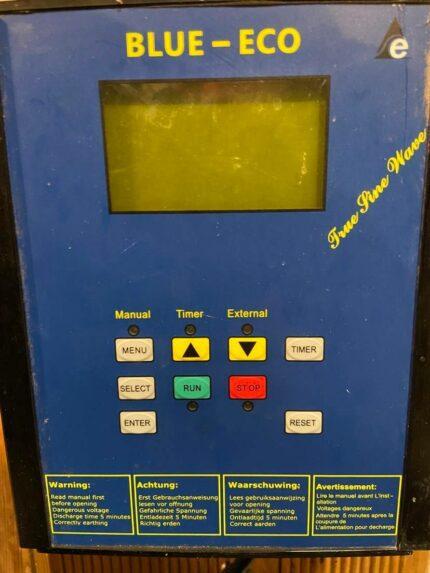 BLUE – ECO
e
True Sine Wave
Manual Timer External
MENU TIMER
SELECT RUN STOP
ENTER RESET
Warning:
Read manual first
before opening
Dangerous voltage
Discharge time 5 minutes
Correctly earthing
Achtung:
Erst Gebrauchsanweisung
lesen vor offnung
Gefahrliche Spannung
Entladezeit 5 Minuten
Richtig erden
Waarschuwing:
Lees gebruiksaanwijzing
voor opening
Gevaarlijke spanning
Ontlaadtijd 5 minuten
Correct aarden
Avertissement:
Lire le manuel avant L'Inst -
allation
Voltages dangereux
Attendre 5 minutes apres la
coupure de
L'alimentation pour decharge